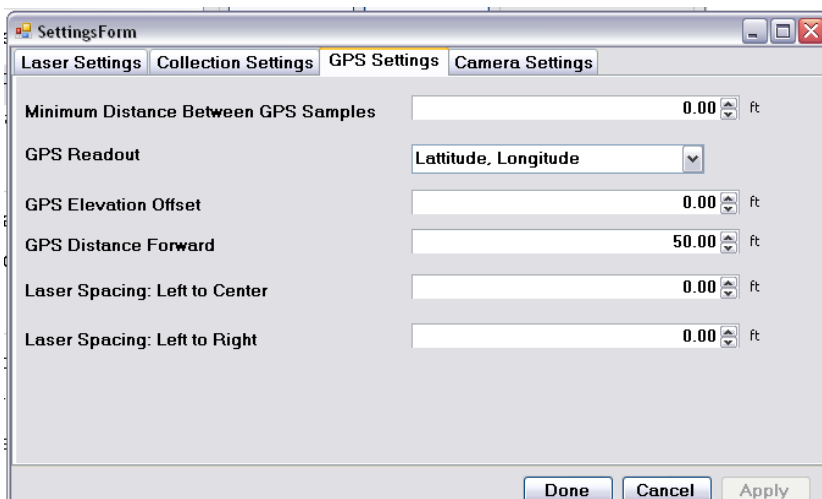 SettingsForm
Laser Settings Collection Settings GPS Settings Camera Settings
Minimum Distance Between GPS Samples 0.00 ft
GPS Readout Lattitude, Longitude
GPS Elevation Offset 0.00 ft
GPS Distance Forward 50.00 ft
Laser Spacing: Left to Center 0.00 ft
Laser Spacing: Left to Right 0.00 ft
Done Cancel Apply